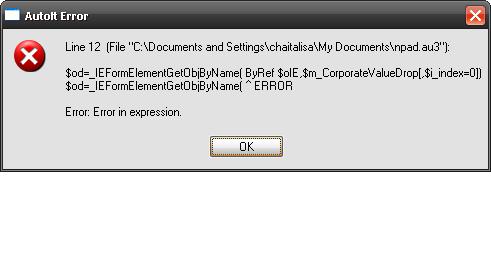 AutoIt Error
Line 12 (File "C:\Documents and Settings\chaitalisa\My Documents\npad.au3"):
$od=_IEFormElementGetObjByName( ByRef $oIE,$m_CorporateValueDrop[,$i_index=0])
$od=_IEFormElementGetObjByName( ^ ERROR
Error: Error in expression.
OK